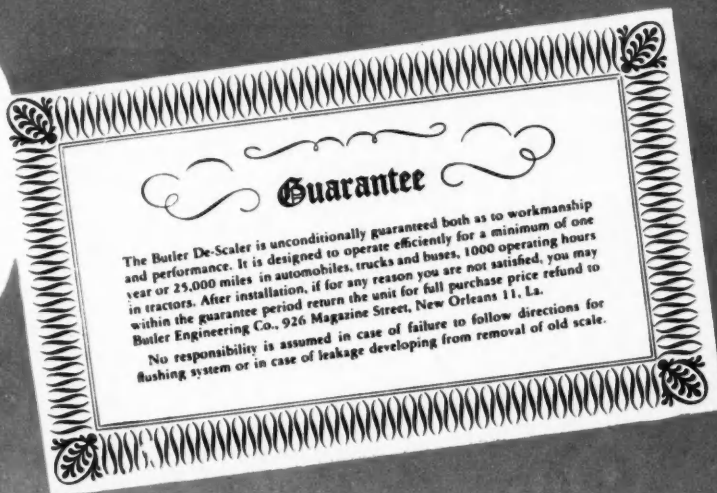 Guarantee
The Butler De-Scaler is unconditionally guaranteed both as to workmanship
and performance. It is designed to operate efficiently for a minimum of one
year or 25,000 miles in automobiles, trucks and buses, 1000 operating hours
in tractors. After installation, if for any reason you are not satisfied, you may
within the guarantee period return the unit for full purchase price refund to
Butler Engineering Co., 926 Magazine Street, New Orleans 11, La.
No responsibility is assumed in case of failure to follow directions for
flushing system or in case of leakage developing from removal of old scale.